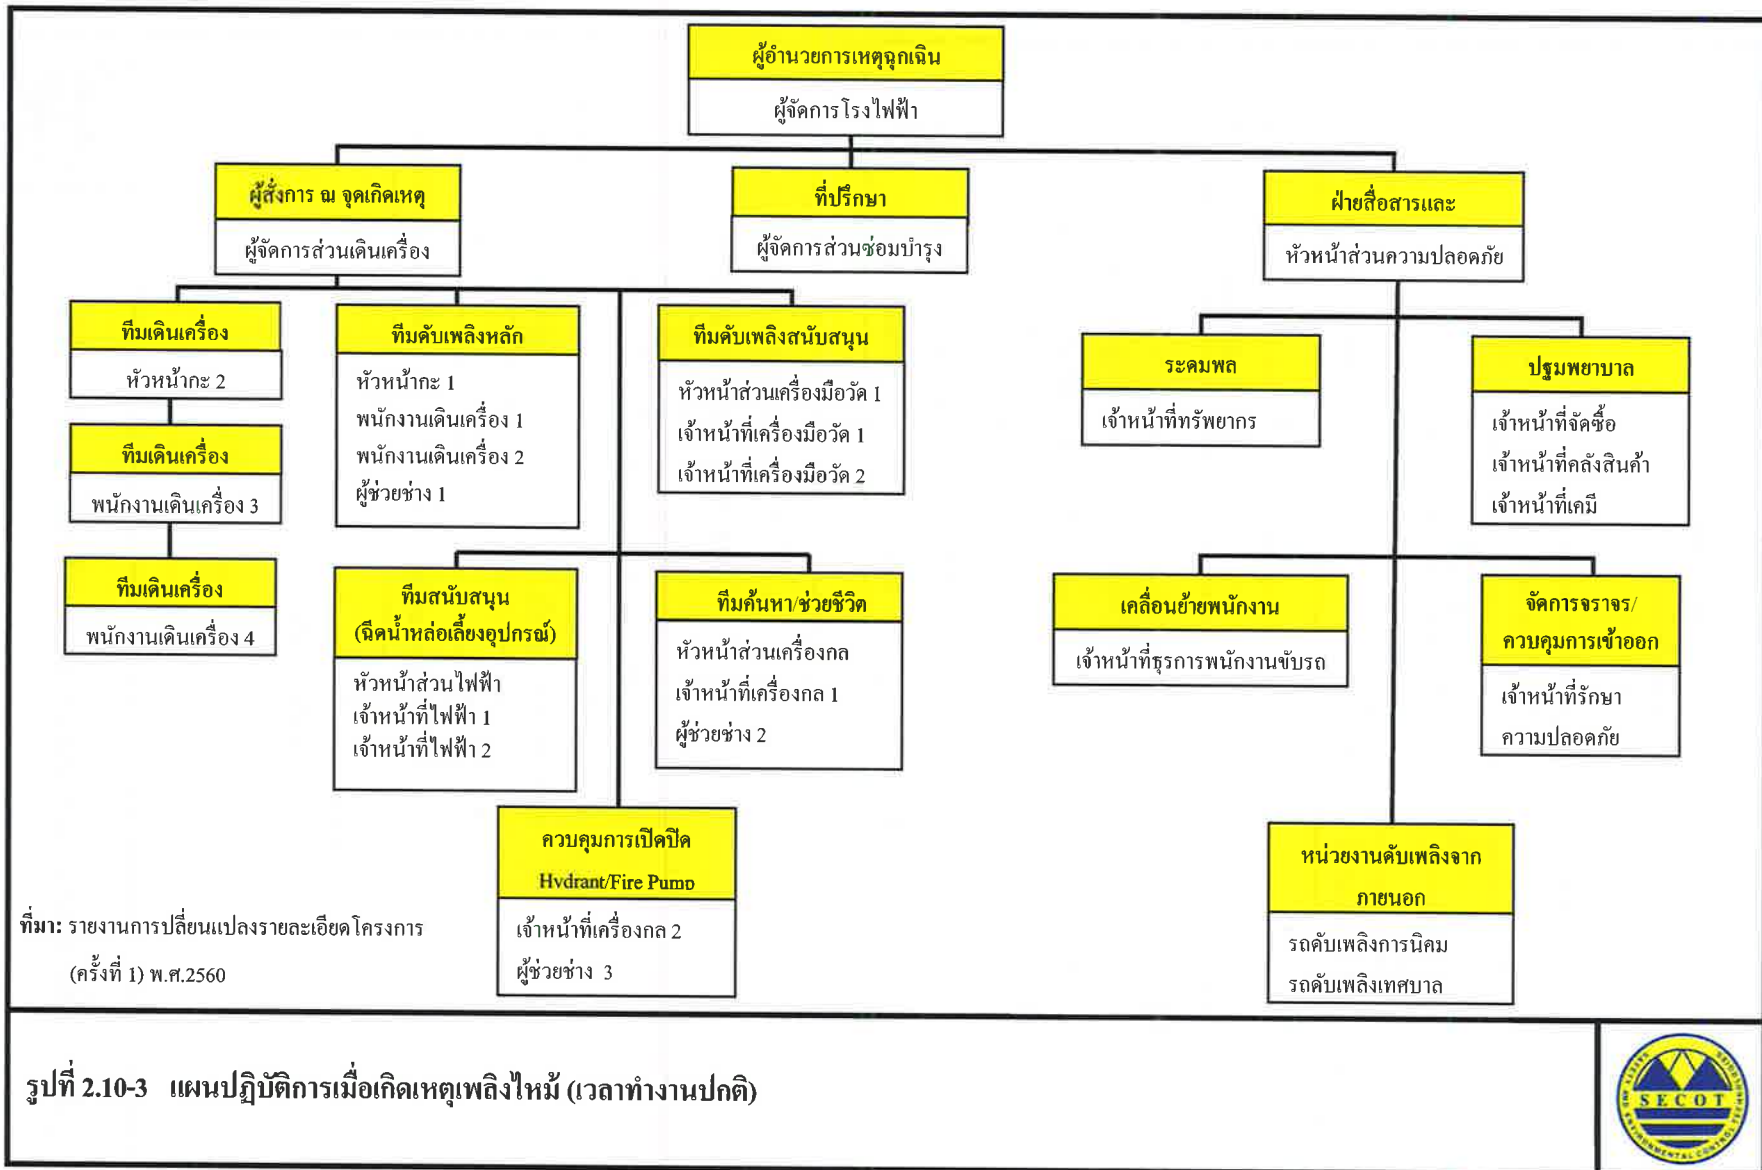 ผู้อำนวยการเหตุฉุกเฉิน
ผู้จัดการโรงไฟฟ้า
ผู้สั่งการ ณ จุดเกิดเหตุ
ผู้จัดการส่วนเดินเครื่อง
ที่ปรึกษา
ผู้จัดการส่วนซ่อมบำรุง
ฝ่ายสื่อสารและ
หัวหน้าส่วนความปลอดภัย
ทีมเดินเครื่อง
หัวหน้ากะ 2
ทีมเดินเครื่อง
พนักงานเดินเครื่อง 3
ทีมเดินเครื่อง
พนักงานเดินเครื่อง 4
ทีมดับเพลิงหลัก
หัวหน้ากะ 1
พนักงานเดินเครื่อง 1
พนักงานเดินเครื่อง 2
ผู้ช่วยช่าง 1
ทีมดับเพลิงสนับสนุน
หัวหน้าส่วนเครื่องมือวัด 1
เจ้าหน้าที่เครื่องมือวัด 1
เจ้าหน้าที่เครื่องมือวัด 2
ทีมสนับสนุน
(ฉีดน้ำหล่อเลี้ยงอุปกรณ์)
หัวหน้าส่วนไฟฟ้า
เจ้าหน้าที่ไฟฟ้า 1
เจ้าหน้าที่ไฟฟ้า 2
ทีมค้นหา/ช่วยชีวิต
หัวหน้าส่วนเครื่องกล
เจ้าหน้าที่เครื่องกล 1
ผู้ช่วยช่าง 2
ควบคุมการเปิดปิด
Hydrant/Fire Pump
เจ้าหน้าที่เครื่องกล 2
ผู้ช่วยช่าง 3
ระดมพล
เจ้าหน้าที่ทรัพยากร
ปฐมพยาบาล
เจ้าหน้าที่จัดซื้อ
เจ้าหน้าที่คลังสินค้า
เจ้าหน้าที่เคมี
เคลื่อนย้ายพนักงาน
เจ้าหน้าที่ธุรการพนักงานขับรถ
จัดการจราจร/
ควบคุมการเข้าออก
เจ้าหน้าที่รักษา
ความปลอดภัย
หน่วยงานดับเพลิงจาก
ภายนอก
รถดับเพลิงการนิคม
รถดับเพลิงเทศบาล
ที่มา: รายงานการเปลี่ยนแปลงรายละเอียดโครงการ
(ครั้งที่ 1) พ.ศ.2560
รูปที่ 2.10-3 แผนปฏิบัติการเมื่อเกิดเหตุเพลิงไหม้ (เวลาทำงานปกติ)
SECOT